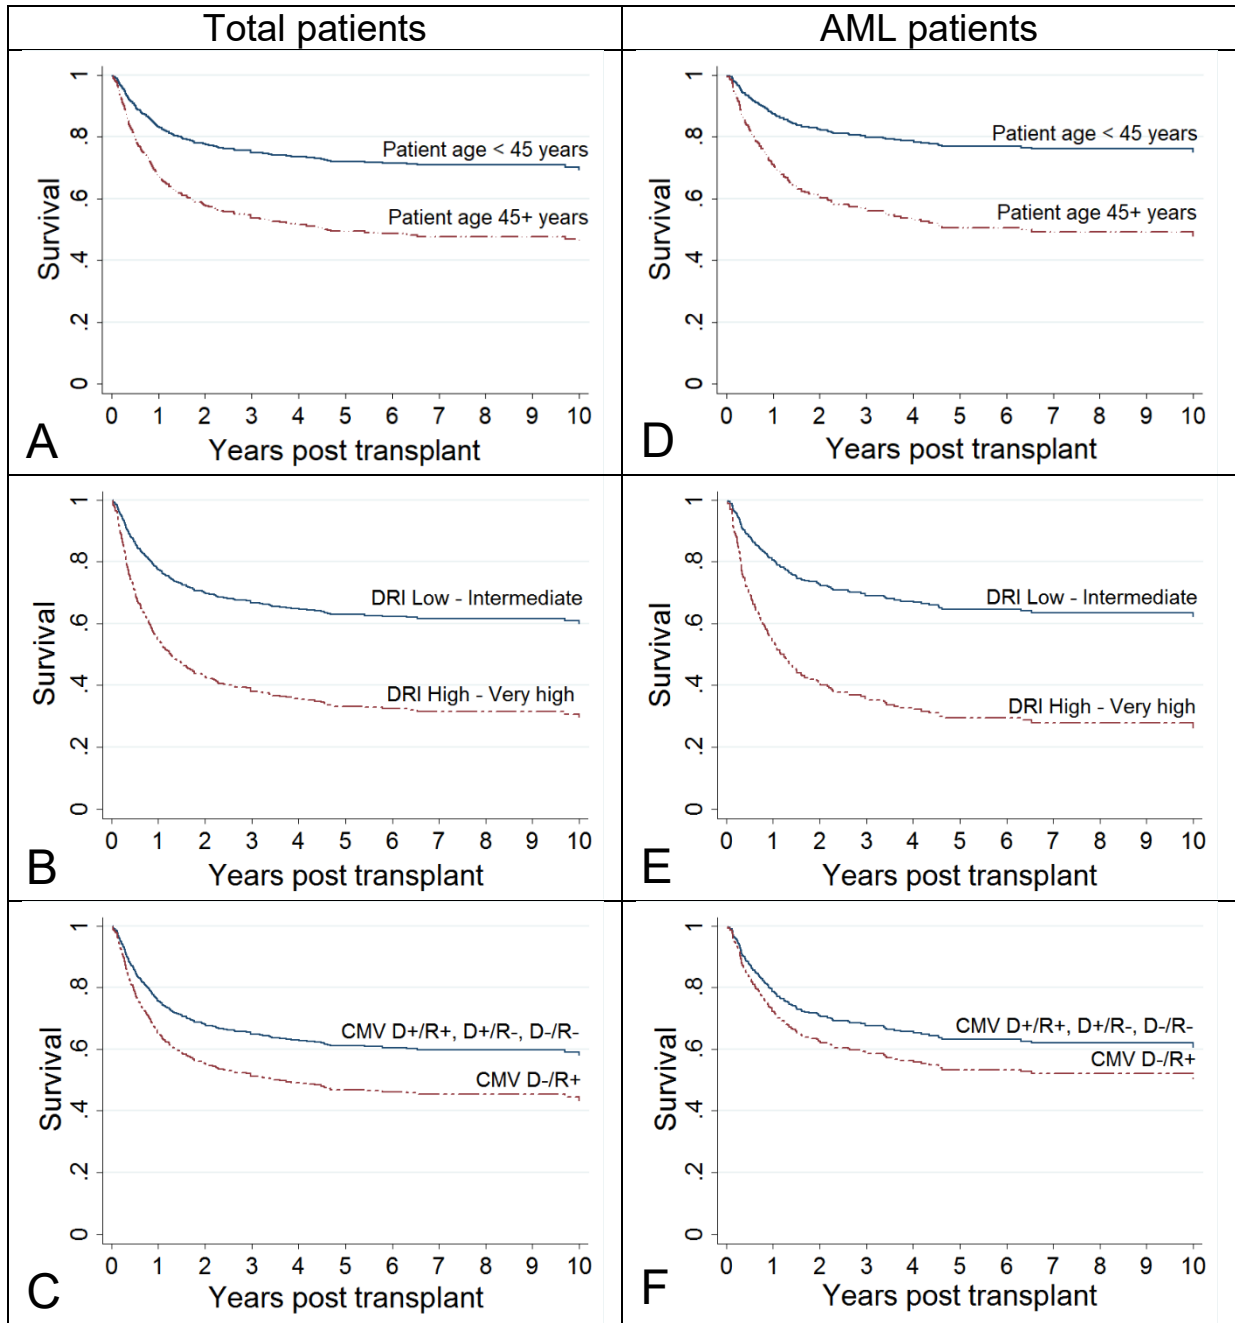 Total patients
AML patients
Survival
1
.8
.6
.4
.2
0
Patient age < 45 years
Patient age 45+ years
0 1 2 3 4 5 6 7 8 9 10
Years post transplant
A
Survival
1
.8
.6
.4
.2
0
Patient age < 45 years
Patient age 45+ years
0 1 2 3 4 5 6 7 8 9 10
Years post transplant
D
Survival
1
.8
.6
.4
.2
0
DRI Low - Intermediate
DRI High - Very high
0 1 2 3 4 5 6 7 8 9 10
Years post transplant
B
Survival
1
.8
.6
.4
.2
0
DRI Low - Intermediate
DRI High - Very high
0 1 2 3 4 5 6 7 8 9 10
Years post transplant
E
Survival
1
.8
.6
.4
.2
0
CMV D+/R+, D+/R-, D-/R-
CMV D-/R+
0 1 2 3 4 5 6 7 8 9 10
Years post transplant
C
Survival
1
.8
.6
.4
.2
0
CMV D+/R+, D+/R-, D-/R-
CMV D-/R+
0 1 2 3 4 5 6 7 8 9 10
Years post transplant
F